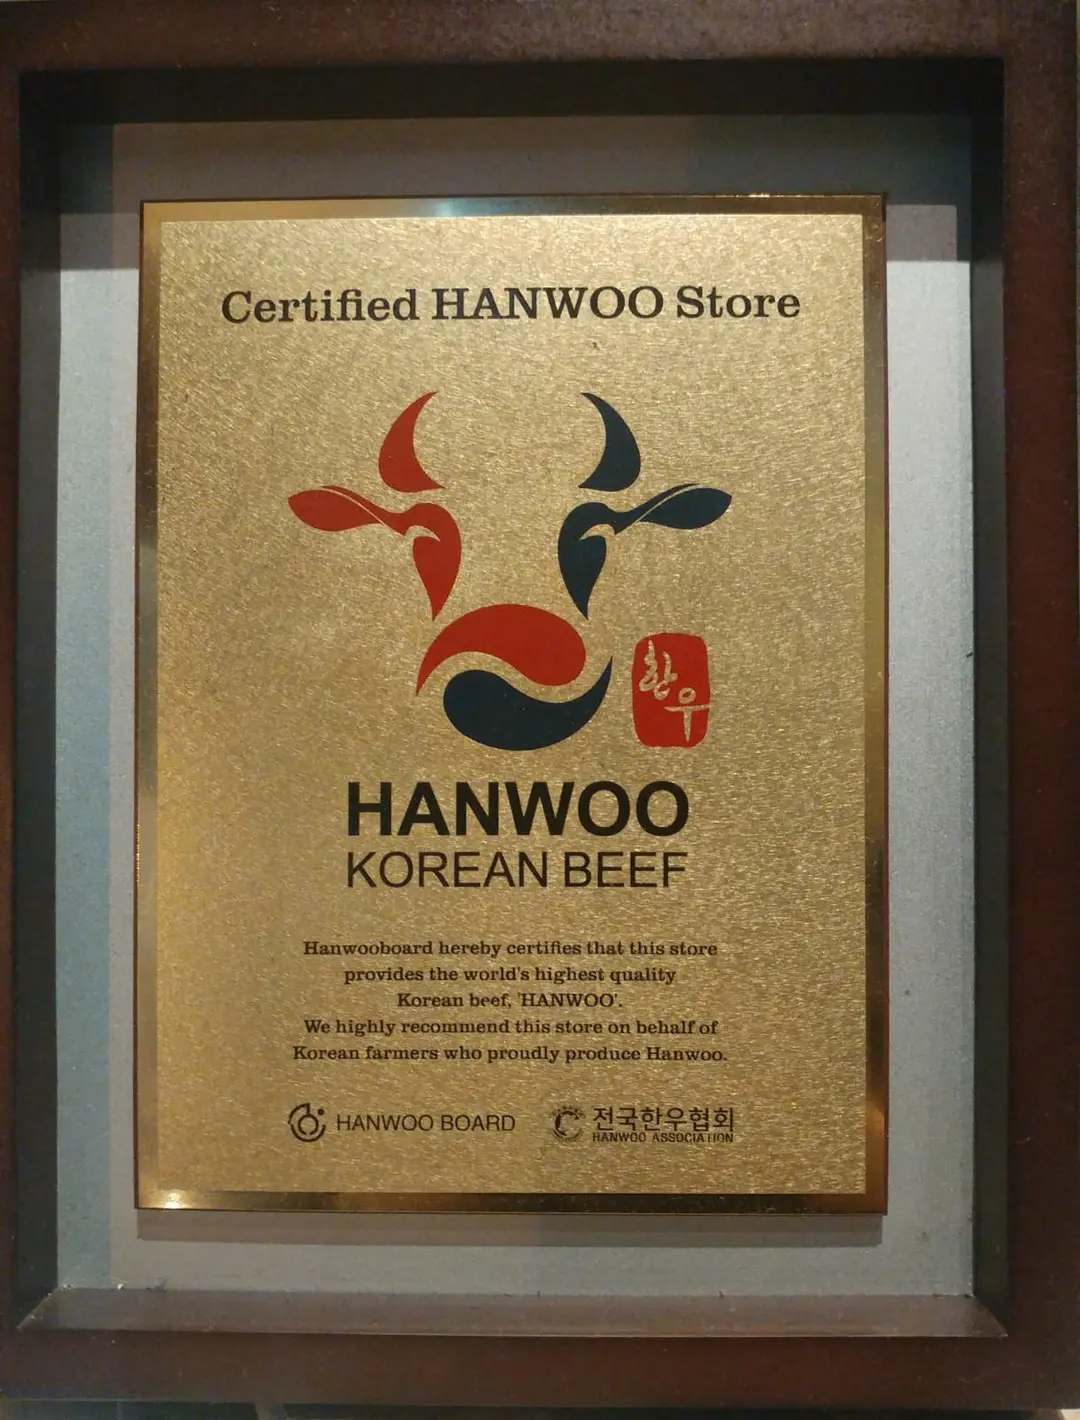 Certified HANWOO Store
한우
HANWOO
KOREAN BEEF
Hanwooboard hereby certifies that this store
provides the world's highest quality
Korean beef, 'HANWOO'.
We highly recommend this store on behalf of
Korean farmers who proudly produce Hanwoo.
HANWOO BOARD
전국한우협회
HANWOO ASSOCIATION